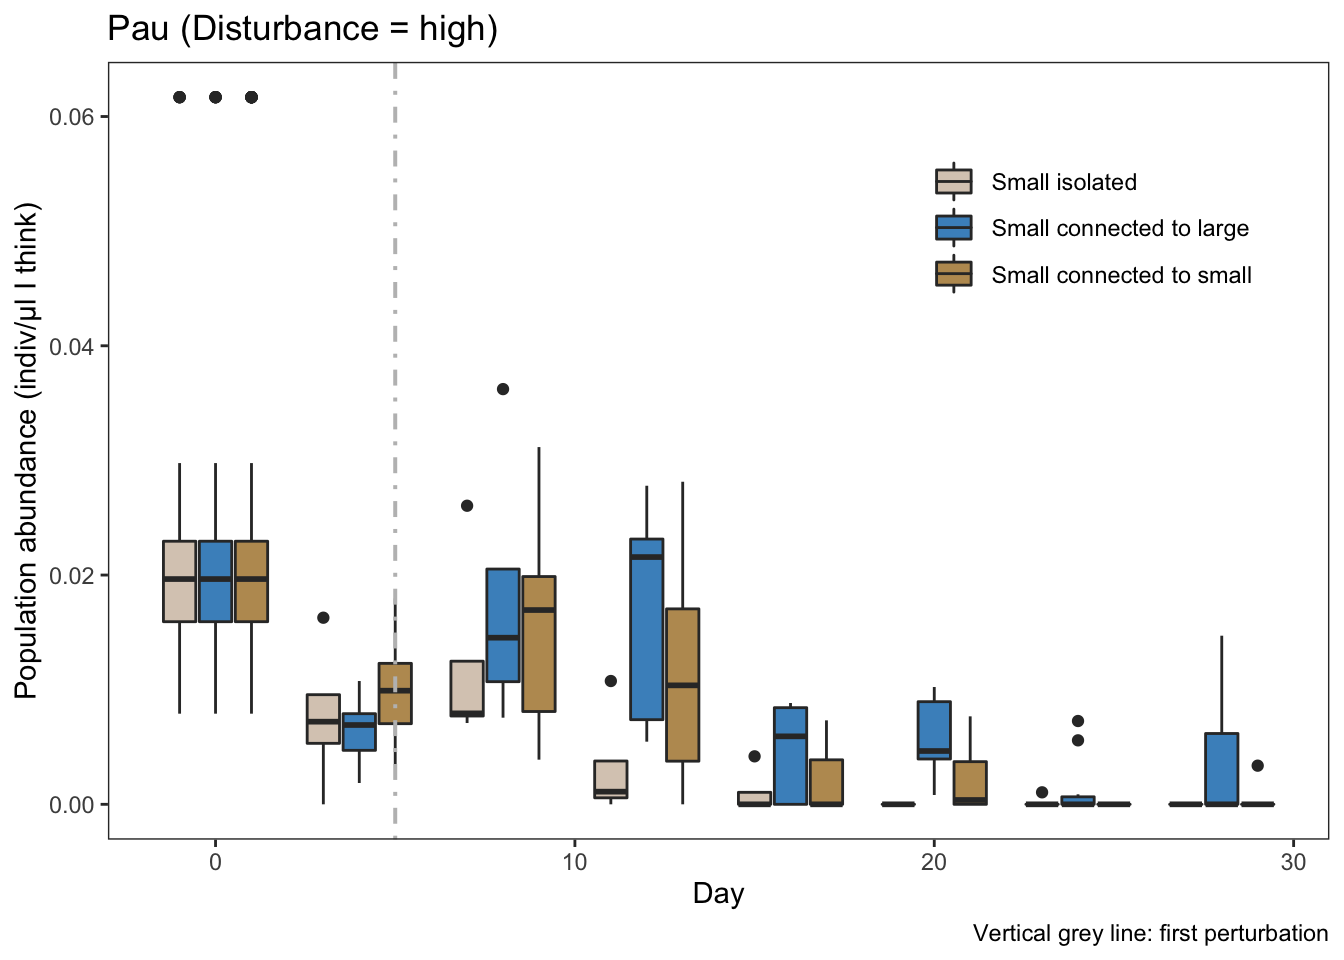 Pau (Disturbance = high)
Population abundance (indiv/μl I think)
0.06
0.04
0.02
0.00
Small isolated
Small connected to large
Small connected to small
0
10
20
30
Day
Vertical grey line: first perturbation